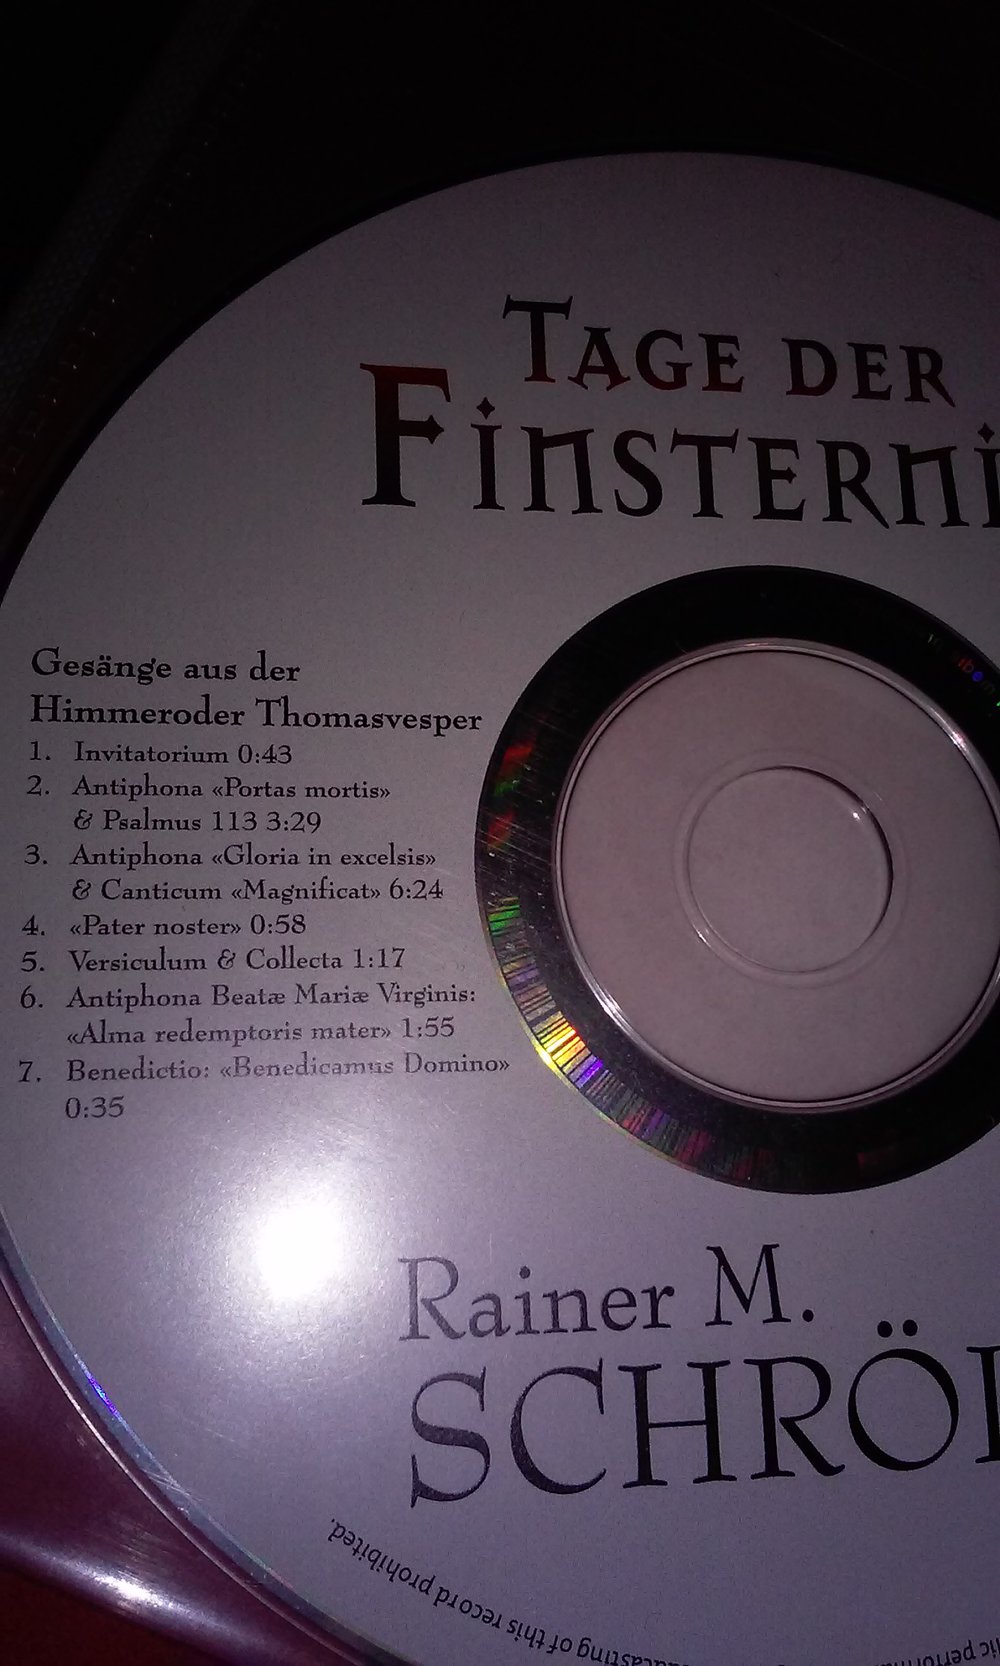 TAGE DER
FINSTERNI
Gesänge aus der
Himmeroder Thomasvesper
1. Invitatorium 0:43
2. Antiphona «Portas mortis»
& Psalmus 113 3:29
3. Antiphona «Gloria in excelsis»
& Canticum «Magnificat» 6:24
4. «Pater noster» 0:58
5. Versiculum & Collecta 1:17
6. Antiphona Beatæ Mariæ Virginis:
«Alma redemptoris mater» 1:55
7. Benedictio: «Benedicamus Domino»
0:35
Rainer M.
SCHRÖ
of this record prohibited.